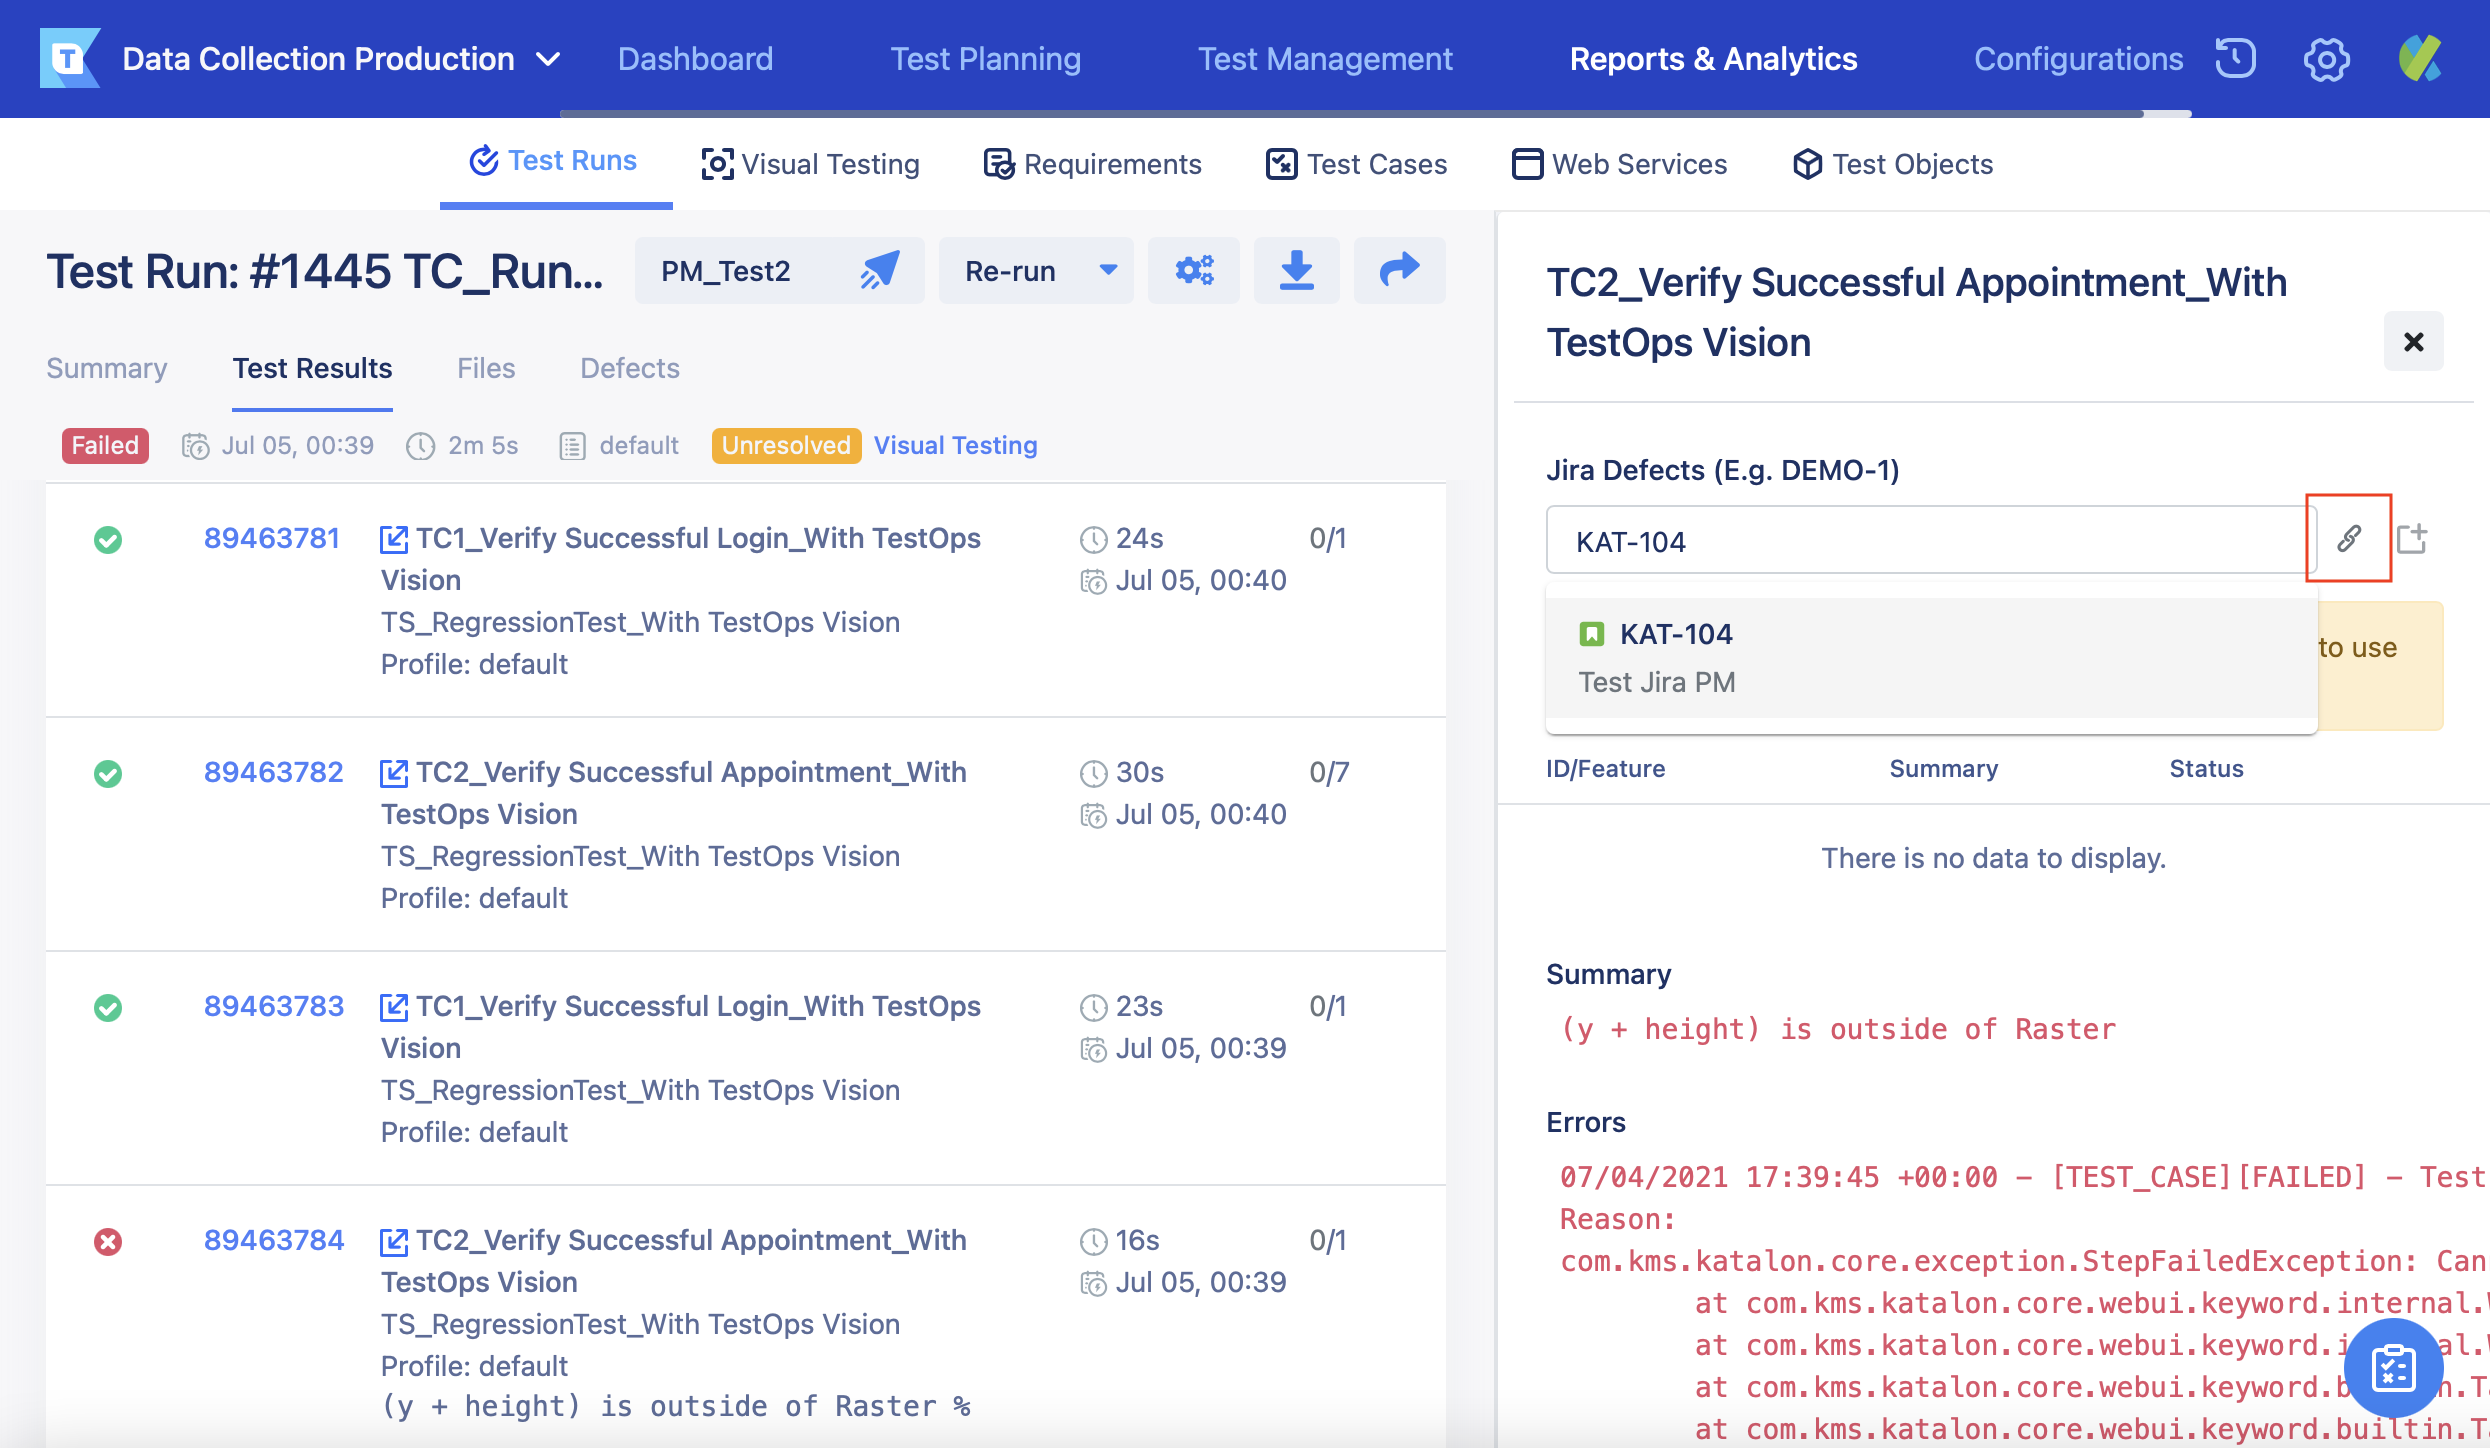 T Data Collection Production Dashboard Test Planning Test Management Reports & Analytics Configurations
Test Runs Visual Testing Requirements Test Cases Web Services Test Objects
Test Run: #1445 TC_Run... PM_Test2 Re-run
Summary Test Results Files Defects
Failed Jul 05, 00:39 2m 5s default Unresolved Visual Testing
89463781 TC1_Verify Successful Login_With TestOps 24s 0/1
Vision Jul 05, 00:40
TS_RegressionTest_With TestOps Vision
Profile: default
89463782 TC2_Verify Successful Appointment_With 30s 0/7
TestOps Vision Jul 05, 00:40
TS_RegressionTest_With TestOps Vision
Profile: default
89463783 TC1_Verify Successful Login_With TestOps 23s 0/1
Vision Jul 05, 00:39
TS_RegressionTest_With TestOps Vision
Profile: default
89463784 TC2_Verify Successful Appointment_With 16s 0/1
TestOps Vision Jul 05, 00:39
TS_RegressionTest_With TestOps Vision
Profile: default
(y + height) is outside of Raster %
TC2_Verify Successful Appointment_With
TestOps Vision
Jira Defects (E.g. DEMO-1)
KAT-104
KAT-104
to use
Test Jira PM
ID/Feature Summary Status
There is no data to display.
Summary
(y + height) is outside of Raster
Errors
07/04/2021 17:39:45 +00:00 - [TEST_CASE][FAILED] - Test
Reason:
com.kms.katalon.core.exception.StepFailedException: Can
at com.kms.katalon.core.webui.keyword.internal.
at com.kms.katalon.core.webui.keyword.
at com.kms.katalon.core.webui.keyword.
at com.kms.katalon.core.webui.keyword.builtin.T